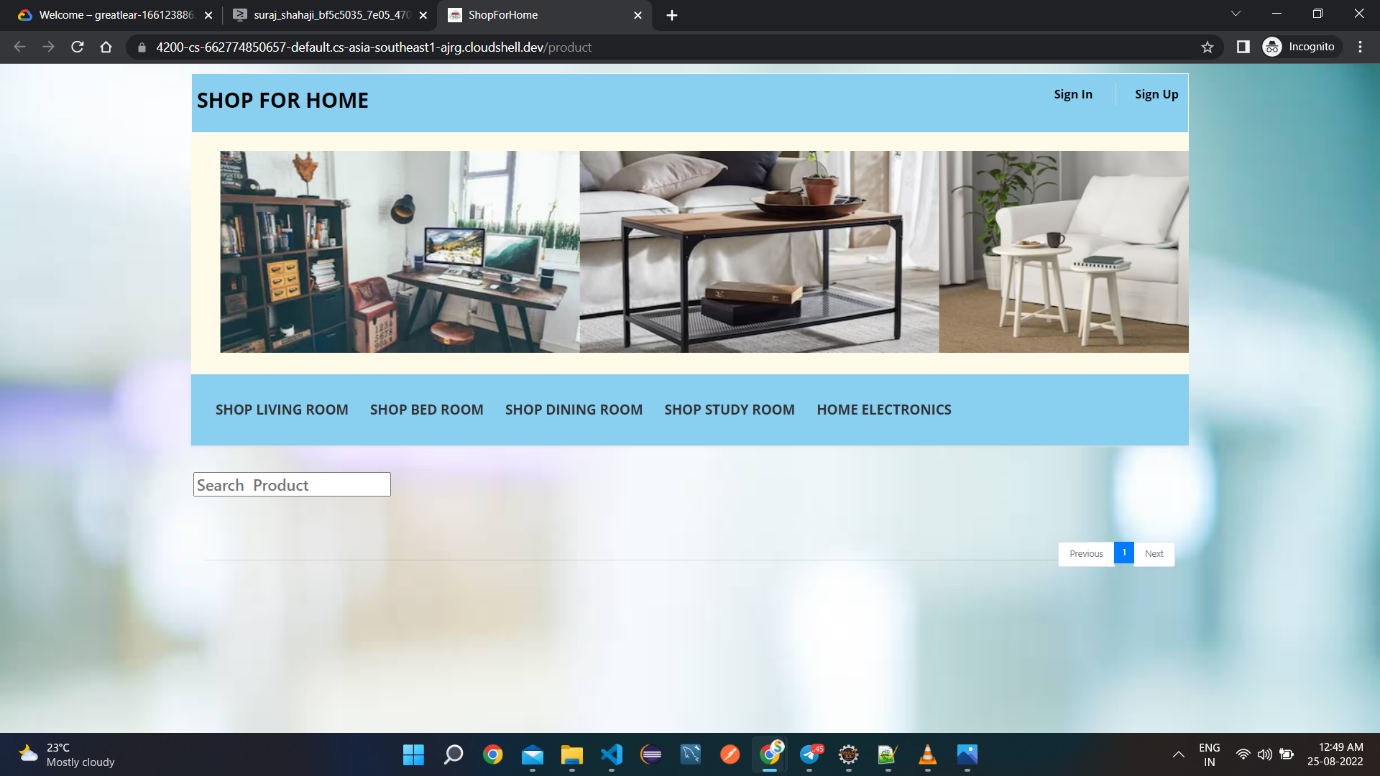 Welcome – greatlear-166123886
suraj_shahaji_bf5c5035_7e05_470
ShopForHome
4200-cs-662774850657-default.cs-asia-southeast1-ajrg.cloudshell.dev/product
Incognito
SHOP FOR HOME
Sign In
Sign Up
SHOP LIVING ROOM
SHOP BED ROOM
SHOP DINING ROOM
SHOP STUDY ROOM
HOME ELECTRONICS
Search Product
Previous
1
Next
23°C
Mostly cloudy
45
ENG
IN
12:49 AM
25-08-2022